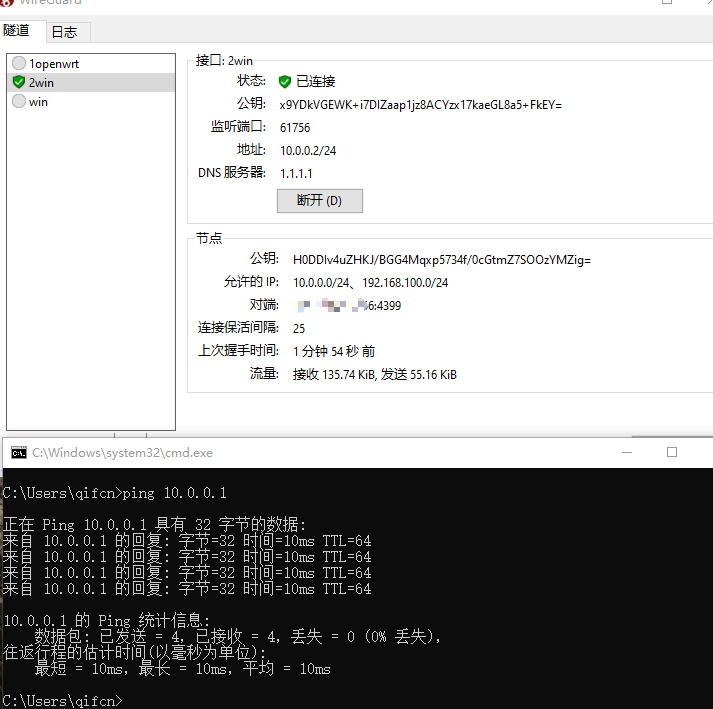 WireGuard
隧道 日志
1openwrt
2win
win
接口: 2win
状态: 已连接
公钥: x9YDkVGEWK+i7DIZaap1jz8ACYzx17kaeGL8a5+FkEY=
监听端口: 61756
地址: 10.0.0.2/24
DNS 服务器: 1.1.1.1
断开 (D)
节点
公钥: H0DDIv4uZHKJ/BGG4Mqxp5734f/0cGtmZ7SOOzYMZig=
允许的 IP: 10.0.0.0/24、192.168.100.0/24
对端: 6:4399
连接保活间隔: 25
上次握手时间: 1 分钟 54 秒 前
流量: 接收 135.74 KiB, 发送 55.16 KiB
C:\Windows\system32\cmd.exe
C:\Users\qifcn>ping 10.0.0.1
正在 Ping 10.0.0.1 具有 32 字节的数据:
来自 10.0.0.1 的回复: 字节=32 时间=10ms TTL=64
来自 10.0.0.1 的回复: 字节=32 时间=10ms TTL=64
来自 10.0.0.1 的回复: 字节=32 时间=10ms TTL=64
来自 10.0.0.1 的回复: 字节=32 时间=10ms TTL=64
10.0.0.1 的 Ping 统计信息:
数据包: 已发送 = 4，已接收 = 4，丢失 = 0 (0% 丢失)，
往返行程的估计时间(以毫秒为单位):
最短 = 10ms，最长 = 10ms，平均 = 10ms
C:\Users\qifcn>